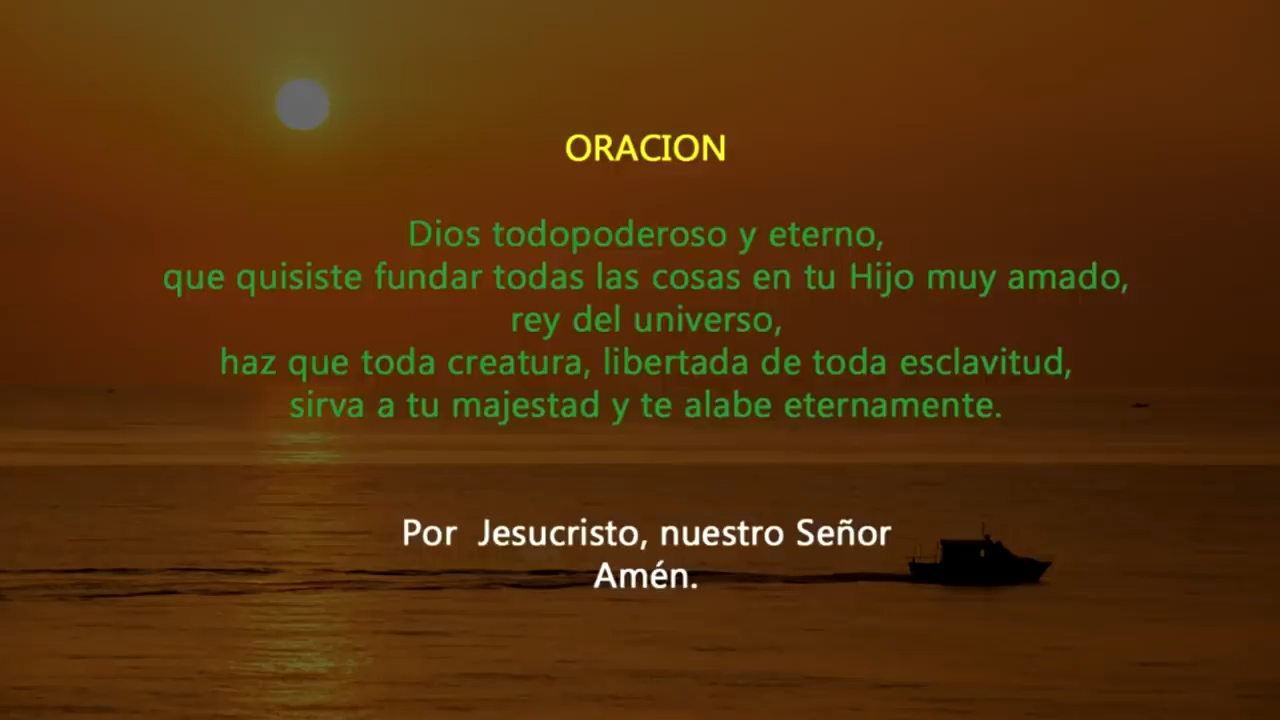 ORACION
Dios todopoderoso y eterno,
que quisiste fundar todas las cosas en tu Hijo muy amado,
rey del universo,
haz que toda creatura, libertada de toda esclavitud,
sirva a tu majestad y te alabe eternamente.
Por Jesucristo, nuestro Señor
Amén.